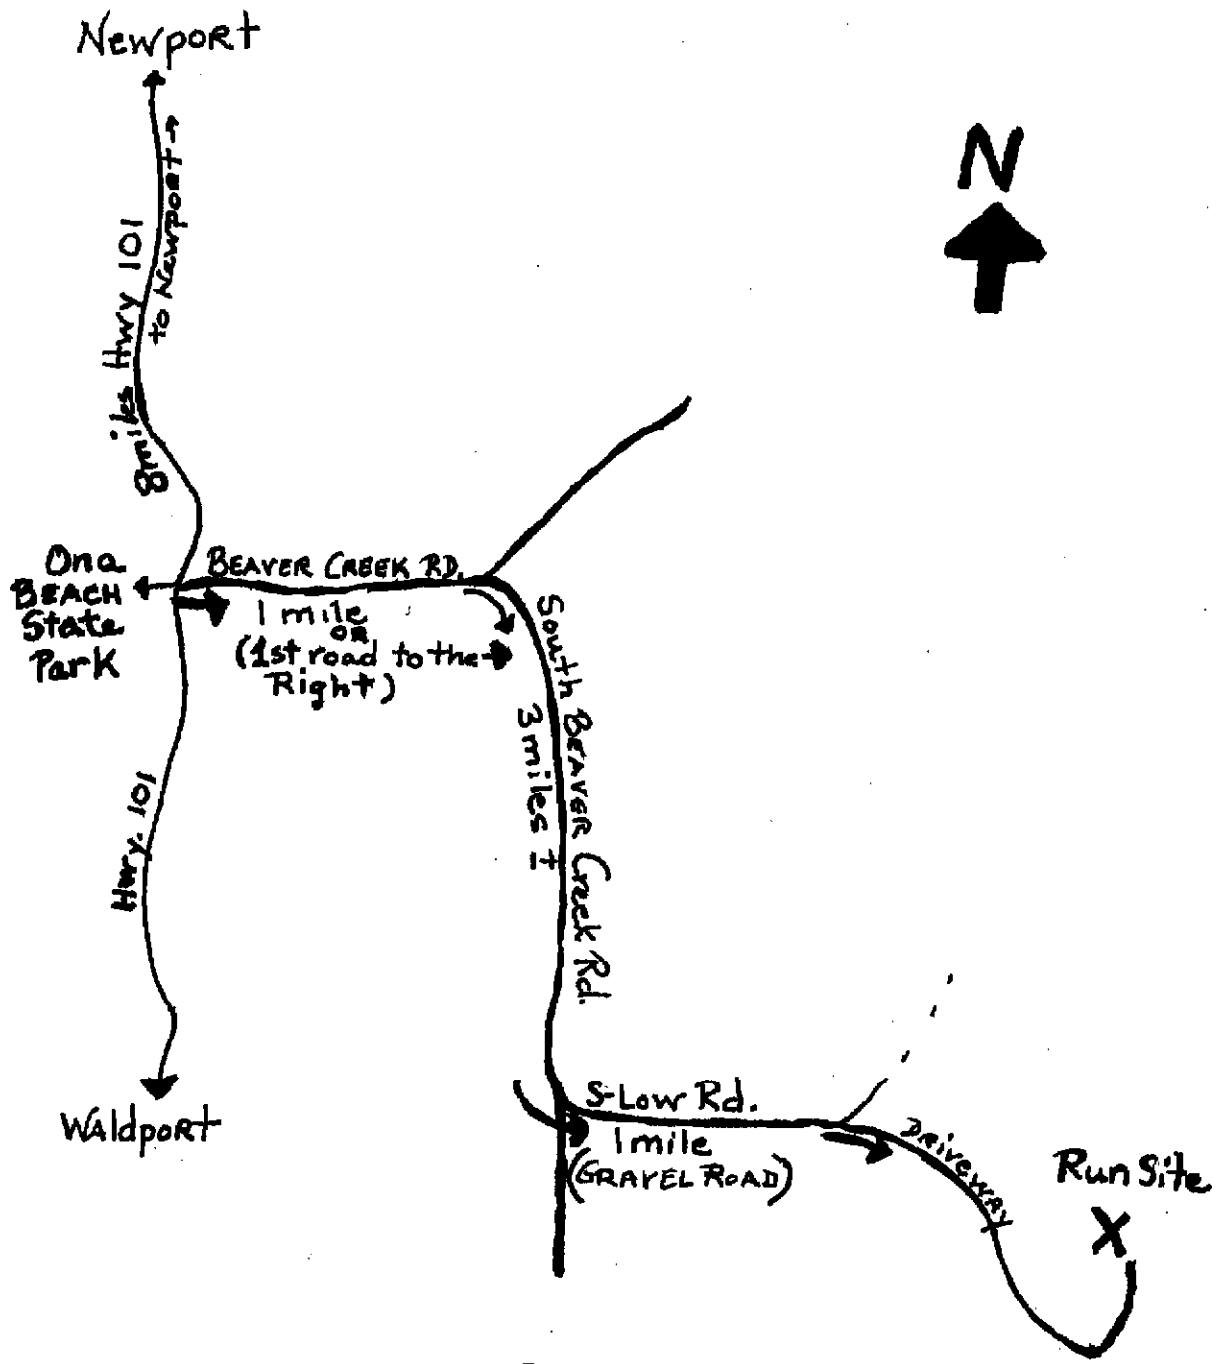 Newport
N
8 miles Hwy 101
to Newport →
Ona
BEACH
State
Park
BEAVER CREEK RD.
1 mile
OR
(1st road to the →
Right)
South BEAVER Creek Rd.
3 miles ±
Hwy. 101
Waldport
S-Low Rd.
1 mile
(GRAVEL ROAD)
DRIVEWAY
Run Site
X